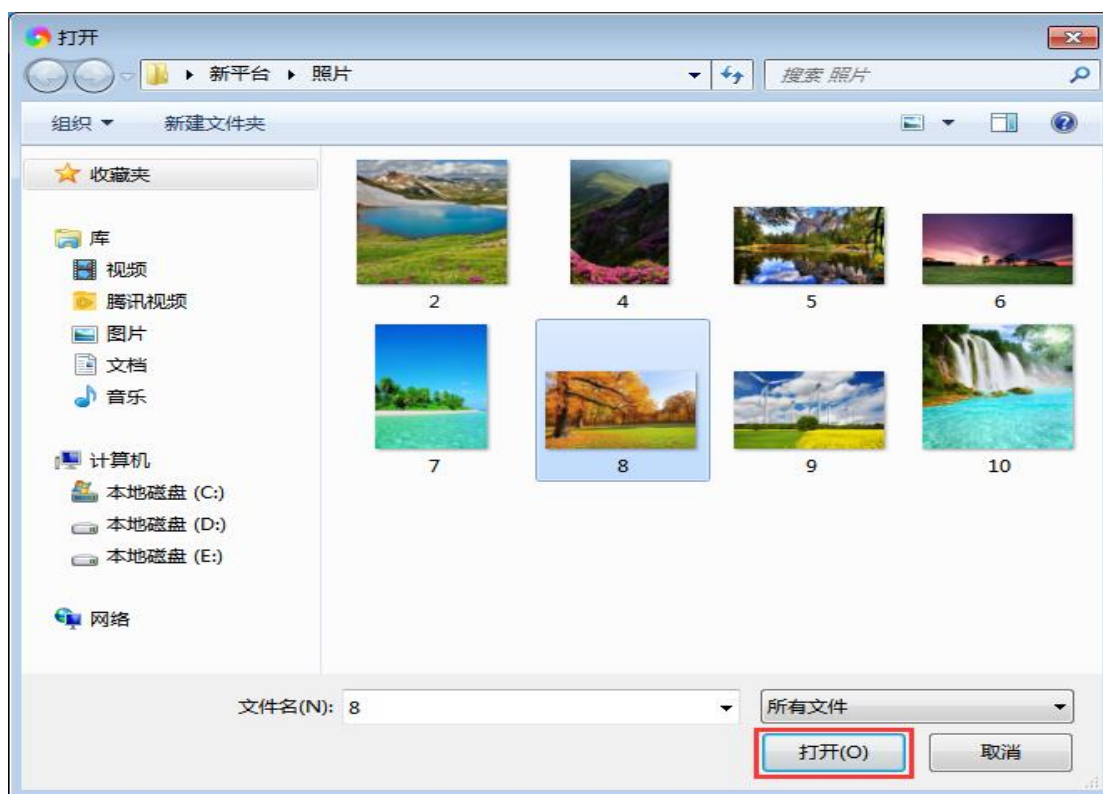 打开
新平台 照片
搜索 照片
组织
新建文件夹
收藏夹
库
视频
腾讯视频
图片
文档
音乐
计算机
本地磁盘 (C:)
本地磁盘 (D:)
本地磁盘 (E:)
网络
2 4 5 6
7 8 9 10
文件名(N): 8
所有文件
打开(O) 取消